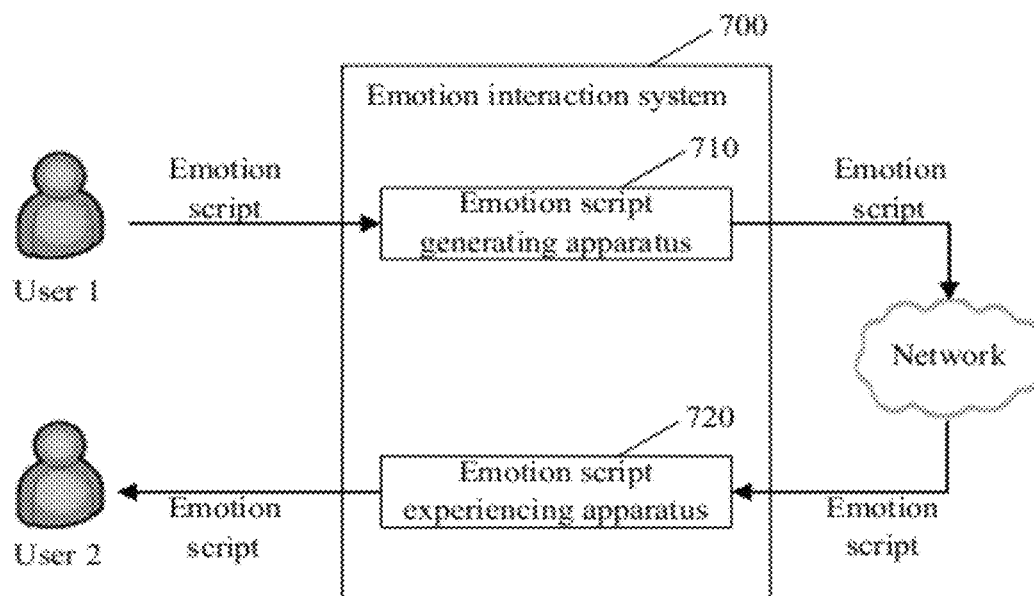 700
Emotion interaction system
710
Emotion
script
Emotion script
generating apparatus
Emotion
script
User 1
Network
720
Emotion script
experiencing apparatus
Emotion
script
Emotion
script
User 2